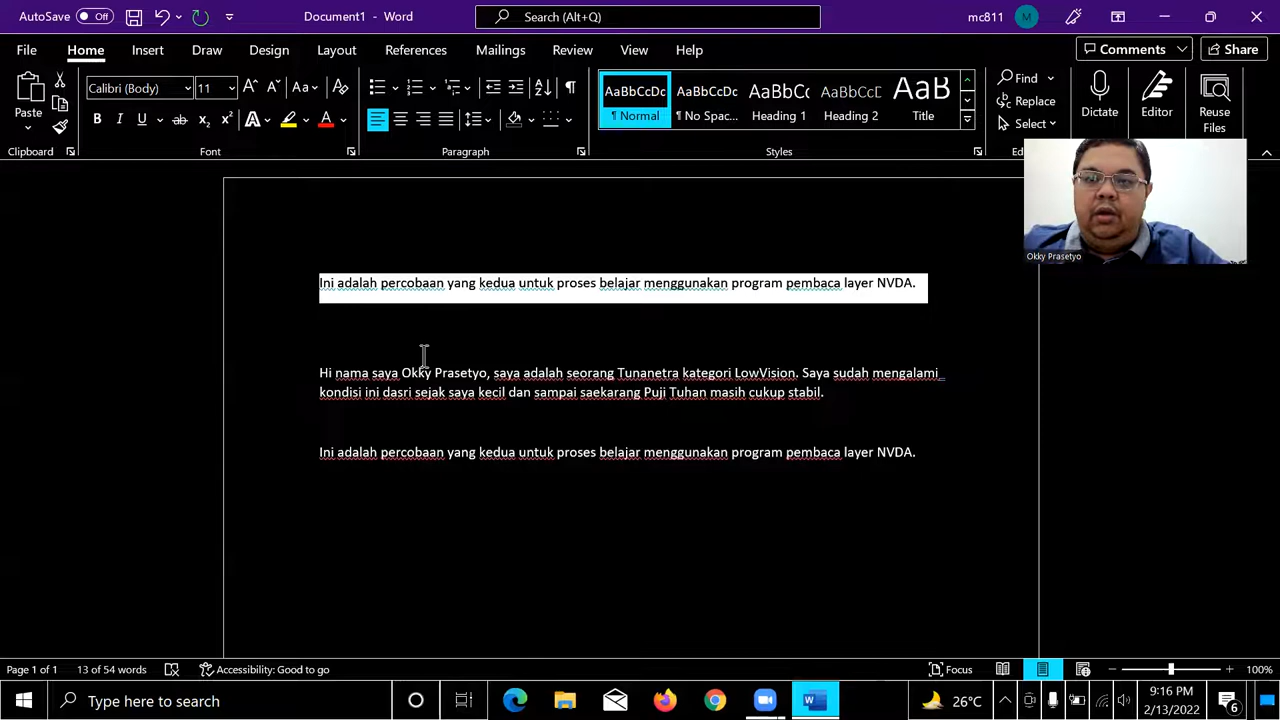 AutoSave Off Document1 - Word Search (Alt+Q) mc811 M
File Home Insert Draw Design Layout References Mailings Review View Help Comments Share
Calibri (Body) 11 Aa AaBbCcDc AaBbCcDc AaBbCc AaBbCcD AaB Find
Paste B I U ab x₂ x² A A ¶ Normal ¶ No Spac... Heading 1 Heading 2 Title Replace Select Dictate Editor Reuse Files
Clipboard Font Paragraph Styles
Okky Prasetyo
Ini adalah percobaan yang kedua untuk proses belajar menggunakan program pembaca layer NVDA.
Hi nama saya Okky Prasetyo, saya adalah seorang Tunanetra kategori LowVision. Saya sudah mengalami
kondisi ini dasri sejak saya kecil dan sampai saekarang Puji Tuhan masih cukup stabil.
Ini adalah percobaan yang kedua untuk proses belajar menggunakan program pembaca layer NVDA.
Page 1 of 1 13 of 54 words Accessibility: Good to go Focus 100%
Type here to search 26°C 9:16 PM
2/13/2022 6